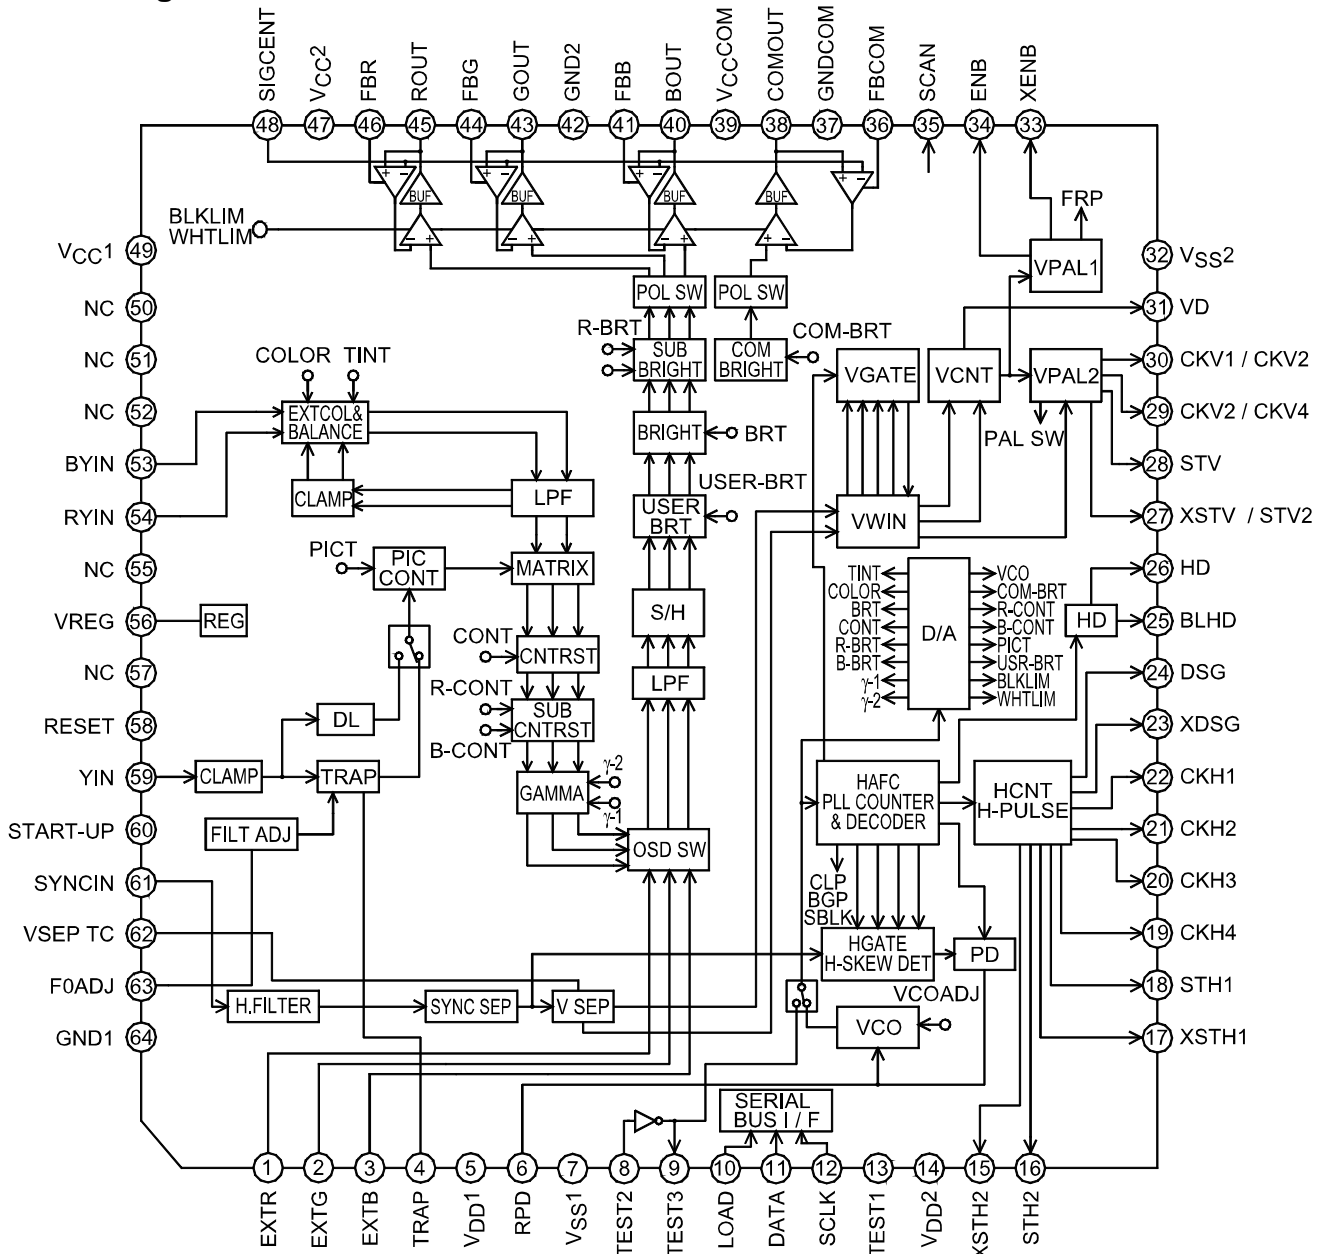 SIGCENT
VCC2
FBR
ROUT
FBG
GOUT
GND2
FBB
BOUT
VCCCOM
COMOUT
GNDCOM
FBCOM
SCAN
ENB
XENB
48 47 46 45 44 43 42 41 40 39 38 37 36 35 34 33
+ - + - + - + -
BUF BUF BUF BUF
FRP
BLKLIM
WHTLIM
- + - + - + + -
VCC1 49
VPAL1
32 VSS2
NC 50
POL SW POL SW
31 VD
R-BRT
COM-BRT
NC 51
COLOR TINT
SUB
BRIGHT
COM
BRIGHT
VGATE
VCNT
VPAL2
30 CKV1 / CKV2
NC 52
EXTCOL&
BALANCE
BRIGHT
BRT
PAL SW
29 CKV2 / CKV4
BYIN 53
28 STV
CLAMP
LPF
USER-BRT
USER
BRT
VWIN
RYIN 54
27 XSTV / STV2
PICT
PIC
CONT
MATRIX
NC 55
26 HD
TINT
COLOR
BRT
CONT
R-BRT
B-BRT
γ-1
γ-2
D/A
VCO
COM-BRT
R-CONT
B-CONT
PICT
USR-BRT
BLKLIM
WHTLIM
HD
VREG 56
REG
S/H
25 BLHD
CONT
CNTRST
NC 57
LPF
24 DSG
R-CONT
SUB
CNTRST
B-CONT
RESET 58
DL
23 XDSG
YIN 59
CLAMP
TRAP
GAMMA
γ-2
γ-1
HAFC
PLL COUNTER
& DECODER
HCNT
H-PULSE
22 CKH1
START-UP 60
FILT ADJ
OSD SW
21 CKH2
SYNCIN 61
CLP
BGP
SBLK
20 CKH3
VSEP TC 62
HGATE
H-SKEW DET
PD
19 CKH4
F0ADJ 63
H.FILTER
SYNC SEP
V SEP
VCOADJ
18 STH1
GND1 64
VCO
17 XSTH1
SERIAL
BUS I / F
1 2 3 4 5 6 7 8 9 10 11 12 13 14 15 16
EXTR
EXTG
EXTB
TRAP
VDD1
RPD
VSS1
TEST2
TEST3
LOAD
DATA
SCLK
TEST1
VDD2
XSTH2
STH2